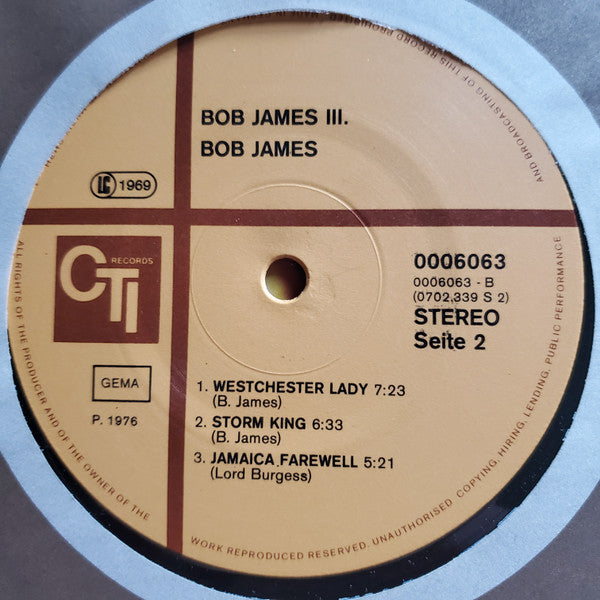 BOB JAMES III.
BOB JAMES
LC 1969
RECORDS
CTI
0006063
0006063 - B
(0702,339 S 2)
STEREO
Seite 2
GEMA
P. 1976
1. WESTCHESTER LADY 7:23
(B. James)
2. STORM KING 6:33
(B. James)
3. JAMAICA FAREWELL 5:21
(Lord Burgess)
ALL RIGHTS OF THE PRODUCER AND OF THE OWNER OF THE
WORK REPRODUCED RESERVED. UNAUTHORISED COPYING, HIRING, LENDING, PUBLIC PERFORMANCE
AND BROADCASTING OF THIS RECORD PROHIBITED. MADE IN